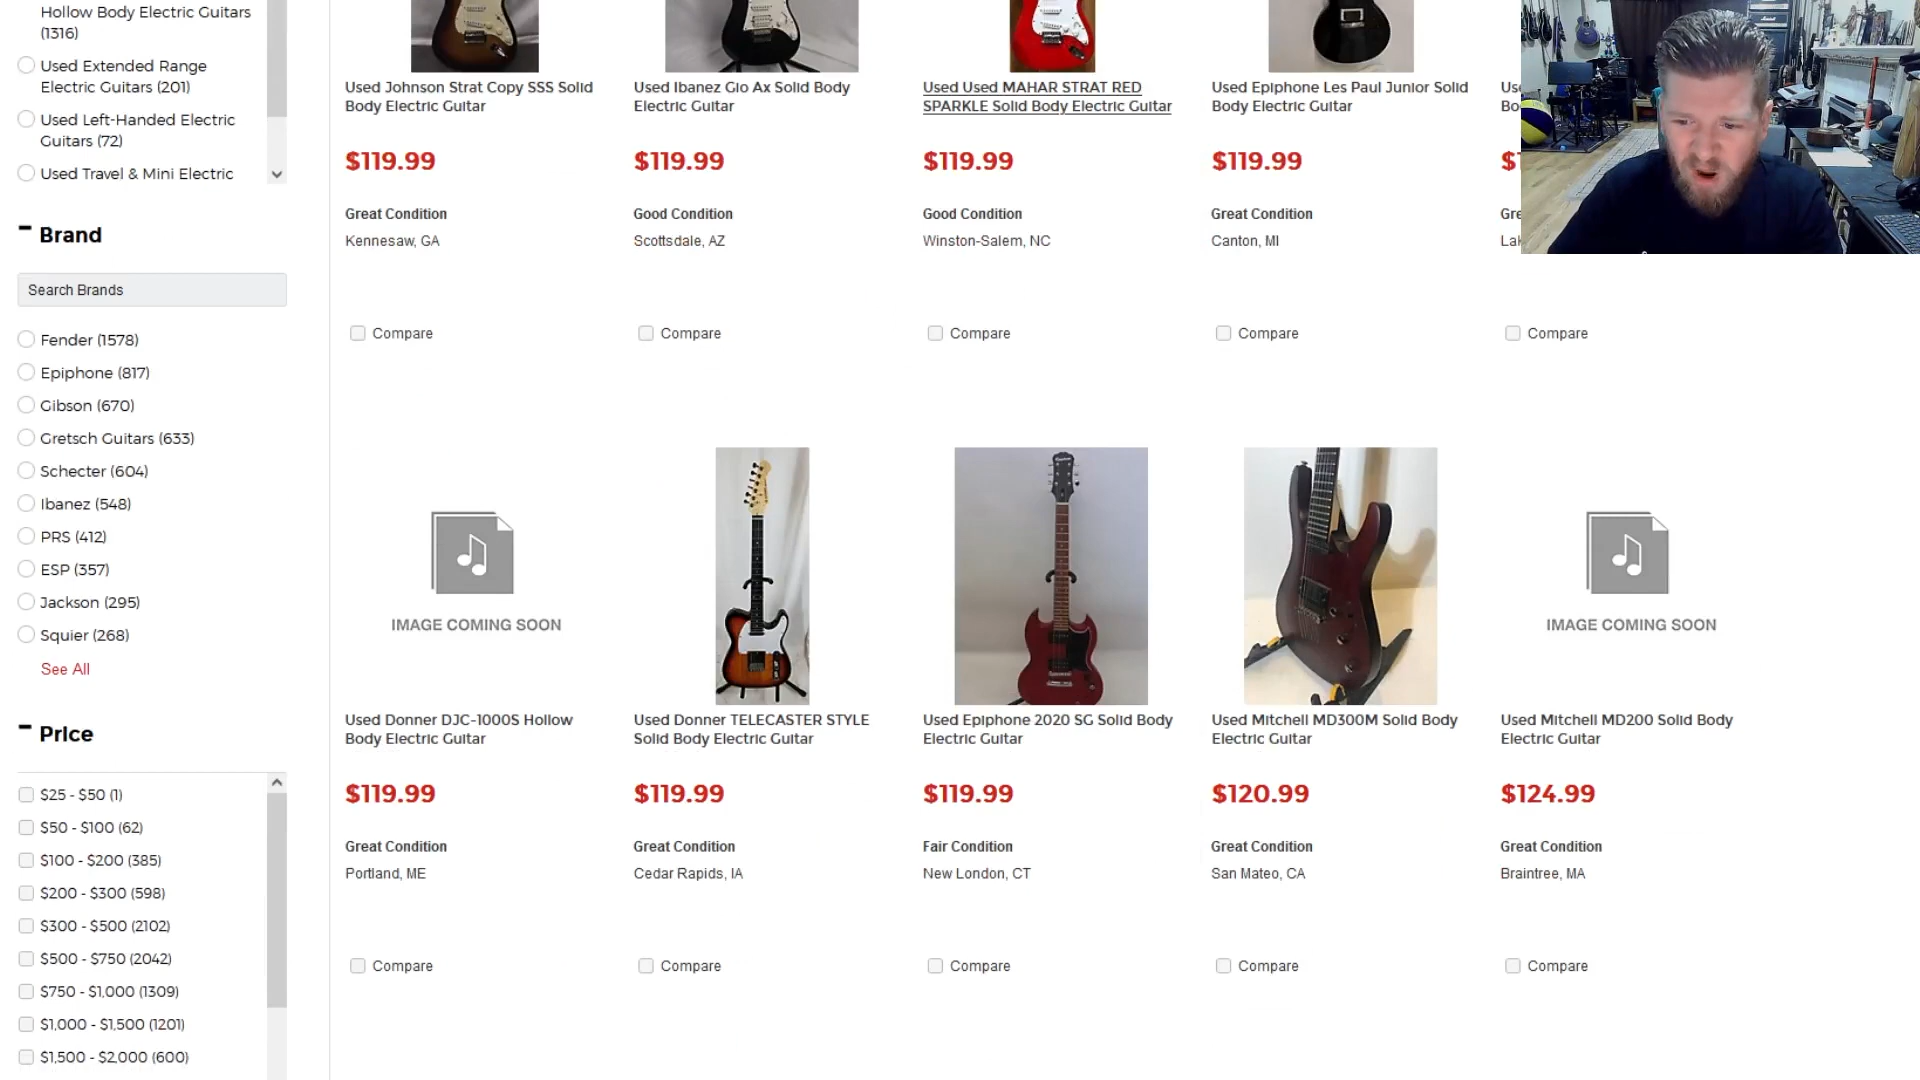 Hollow Body Electric Guitars
(1316)
Used Extended Range
Electric Guitars (201)
Used Left-Handed Electric
Guitars (72)
Used Travel & Mini Electric
Brand
Search Brands
Fender (1578)
Epiphone (817)
Gibson (670)
Gretsch Guitars (633)
Schecter (604)
Ibanez (548)
PRS (412)
ESP (357)
Jackson (295)
Squier (268)
See All
Price
$25 - $50 (1)
$50 - $100 (62)
$100 - $200 (385)
$200 - $300 (598)
$300 - $500 (2102)
$500 - $750 (2042)
$750 - $1,000 (1309)
$1,000 - $1,500 (1201)
$1,500 - $2,000 (600)
Used Johnson Strat Copy SSS Solid
Body Electric Guitar
$119.99
Great Condition
Kennesaw, GA
Compare
Used Ibanez Gio Ax Solid Body
Electric Guitar
$119.99
Good Condition
Scottsdale, AZ
Compare
Used Used MAHAR STRAT RED
SPARKLE Solid Body Electric Guitar
$119.99
Good Condition
Winston-Salem, NC
Compare
Used Epiphone Les Paul Junior Solid
Body Electric Guitar
$119.99
Great Condition
Canton, MI
Compare
Compare
IMAGE COMING SOON
Used Donner DJC-1000S Hollow
Body Electric Guitar
$119.99
Great Condition
Portland, ME
Compare
Used Donner TELECASTER STYLE
Solid Body Electric Guitar
$119.99
Great Condition
Cedar Rapids, IA
Compare
Used Epiphone 2020 SG Solid Body
Electric Guitar
$119.99
Fair Condition
New London, CT
Compare
Used Mitchell MD300M Solid Body
Electric Guitar
$120.99
Great Condition
San Mateo, CA
Compare
IMAGE COMING SOON
Used Mitchell MD200 Solid Body
Electric Guitar
$124.99
Great Condition
Braintree, MA
Compare